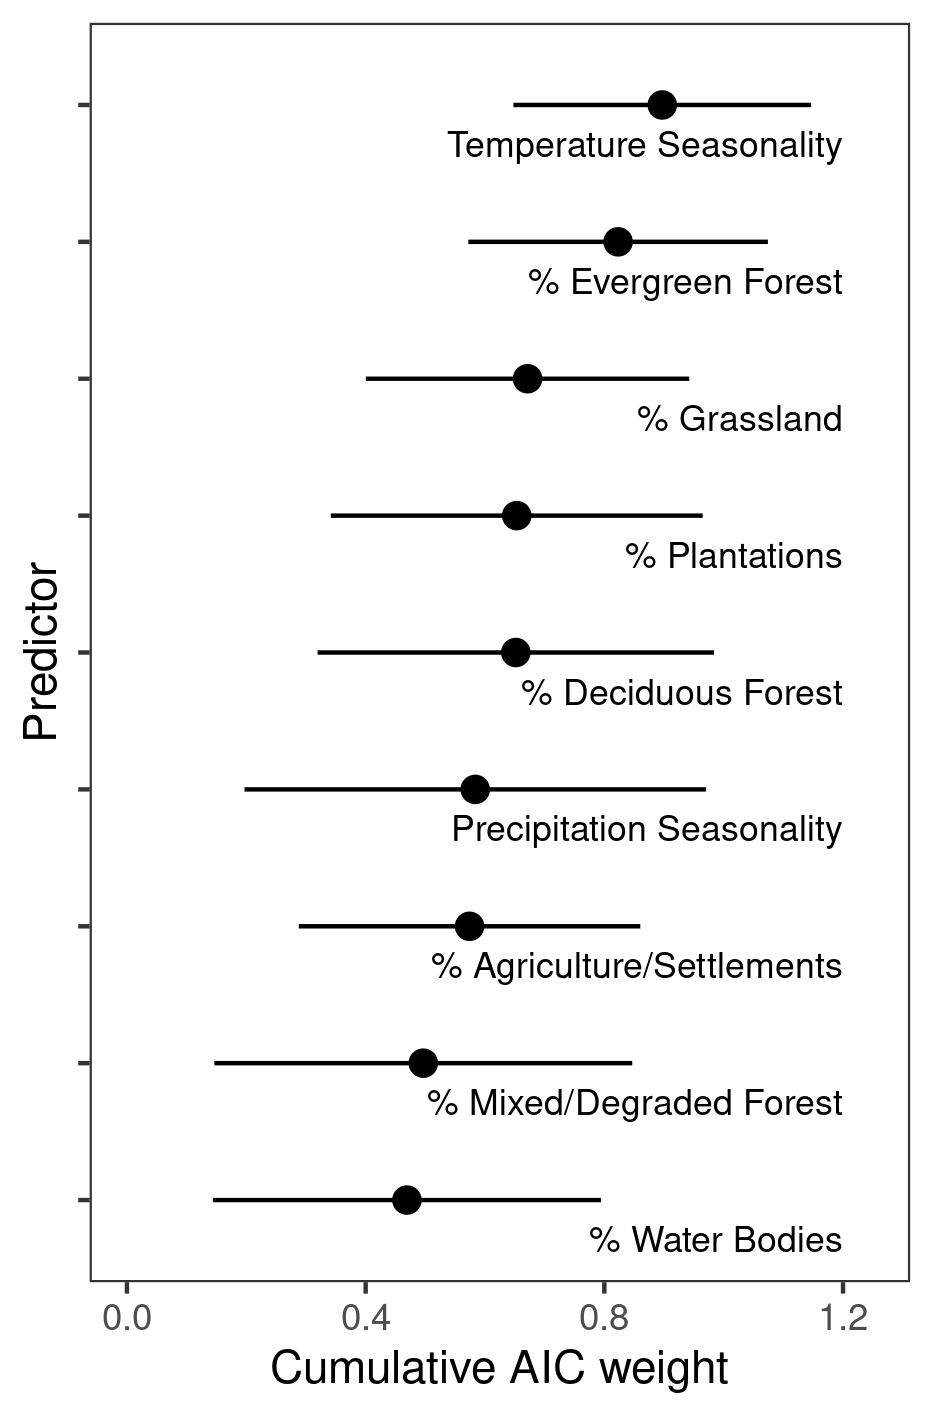 Temperature Seasonality
% Evergreen Forest
% Grassland
% Plantations
% Deciduous Forest
Precipitation Seasonality
% Agriculture/Settlements
% Mixed/Degraded Forest
% Water Bodies
Predictor
0.0 0.4 0.8 1.2
Cumulative AIC weight